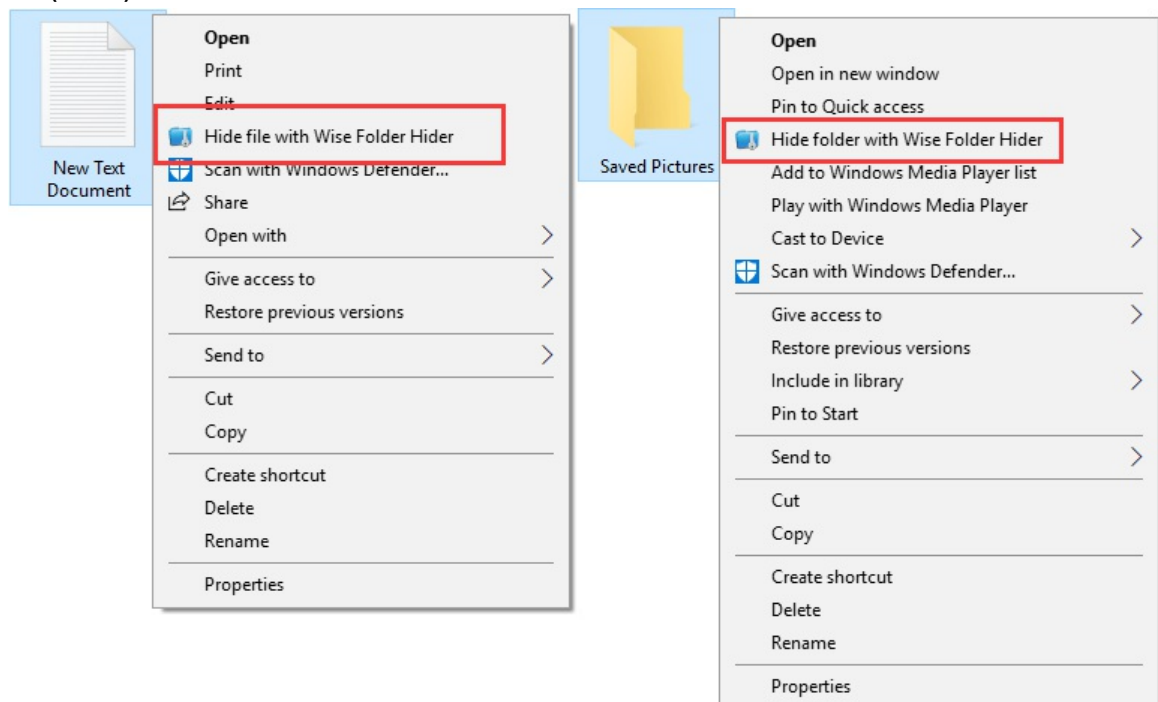 New Text
Document
Open
Print
Edit
Hide file with Wise Folder Hider
Scan with Windows Defender...
Share
Open with
Give access to
Restore previous versions
Send to
Cut
Copy
Create shortcut
Delete
Rename
Properties
Saved Pictures
Open
Open in new window
Pin to Quick access
Hide folder with Wise Folder Hider
Add to Windows Media Player list
Play with Windows Media Player
Cast to Device
Scan with Windows Defender...
Give access to
Restore previous versions
Include in library
Pin to Start
Send to
Cut
Copy
Create shortcut
Delete
Rename
Properties